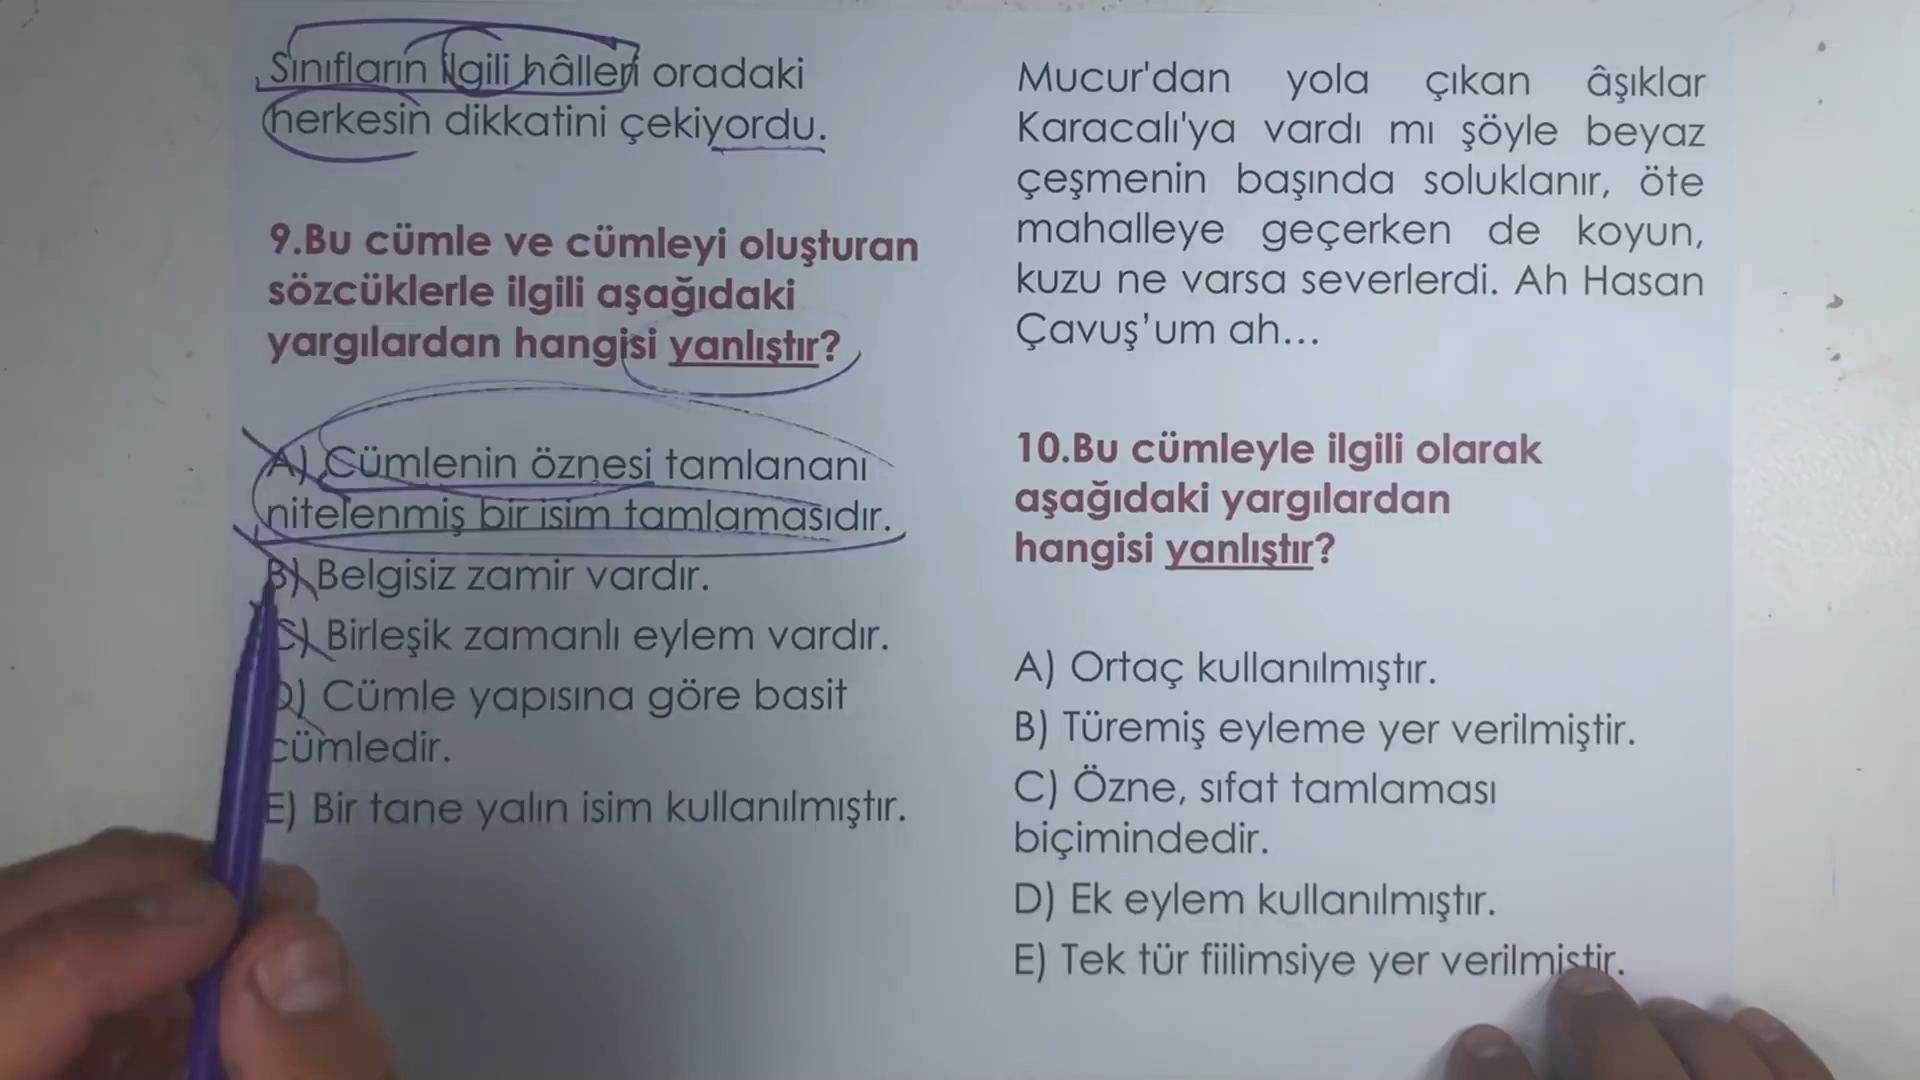 Sınıfların ilgili hâlleri oradaki
herkesin dikkatini çekiyordu.
9.Bu cümle ve cümleyi oluşturan
sözcüklerle ilgili aşağıdaki
yargılardan hangisi yanlıştır?
A) Cümlenin öznesi tamlananı
nitelenmiş bir isim tamlamasıdır.
B) Belgisiz zamir vardır.
C) Birleşik zamanlı eylem vardır.
D) Cümle yapısına göre basit
cümledir.
E) Bir tane yalın isim kullanılmıştır.
Mucur'dan yola çıkan âşıklar
Karacalı'ya vardı mı şöyle beyaz
çeşmenin başında soluklanır, öte
mahalleye geçerken de koyun,
kuzu ne varsa severlerdi. Ah Hasan
Çavuş’um ah...
10.Bu cümleyle ilgili olarak
aşağıdaki yargılardan
hangisi yanlıştır?
A) Ortaç kullanılmıştır.
B) Türemiş eyleme yer verilmiştir.
C) Özne, sıfat tamlaması
biçimindedir.
D) Ek eylem kullanılmıştır.
E) Tek tür fiilimsiye yer verilmiştir.